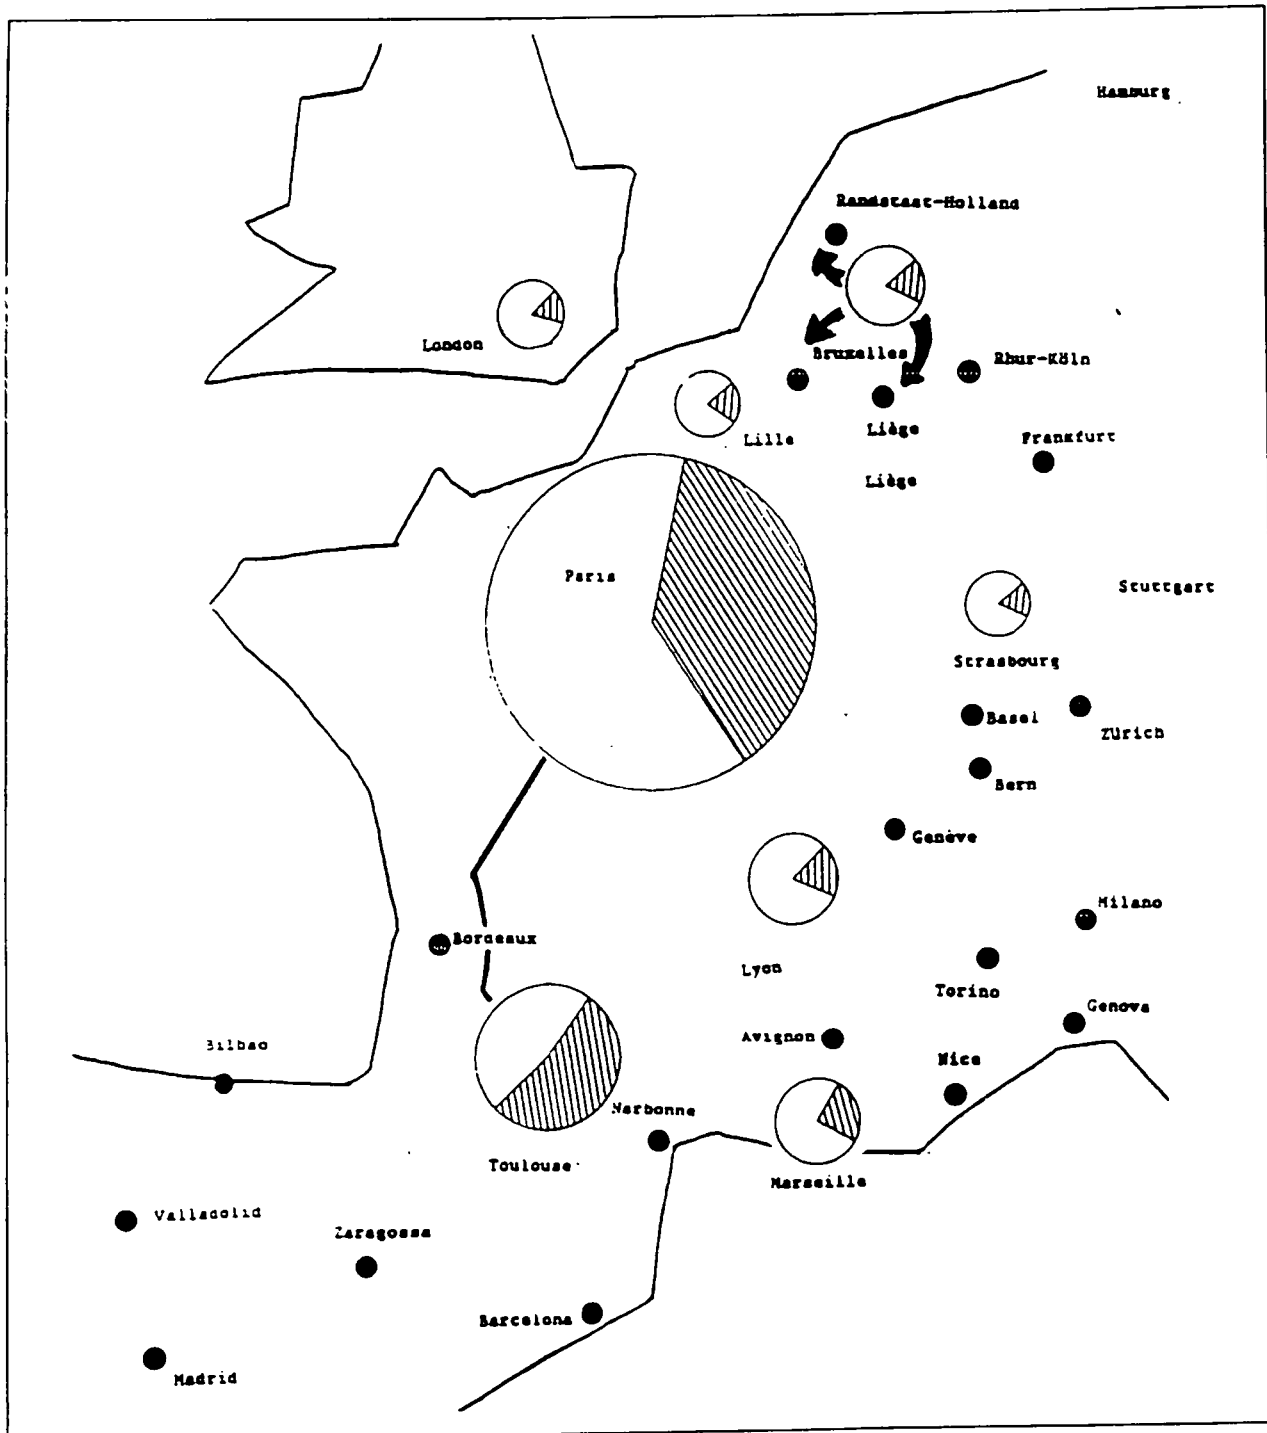 Hamburg
Randstaat-Holland
London
Bruxelles
Rhur-Köln
Lille
Liège
Frankfurt
Liège
Paris
Stuttgart
Strasbourg
Basel
Zürich
Bern
Genève
Milano
Bordeaux
Lyon
Torino
Genova
Avignon
Bilbao
Nice
Narbonne
Toulouse
Marseille
Valladolid
Zaragossa
Barcelona
Madrid